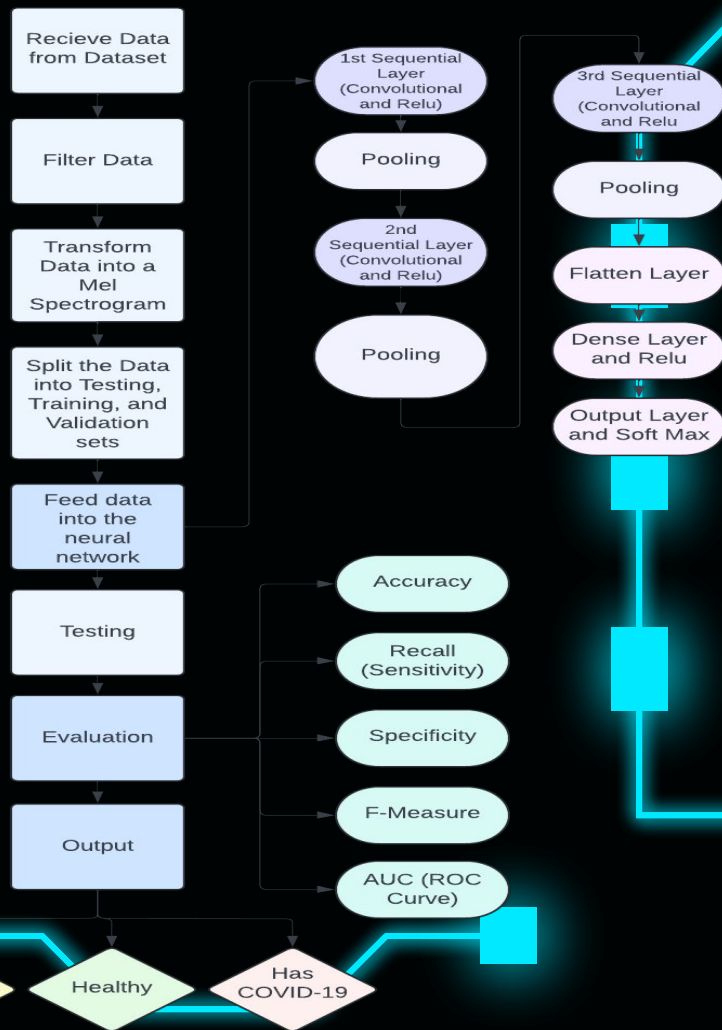 Recieve Data
from Dataset
Filter Data
Transform
Data into a
Mel
Spectrogram
Split the Data
into Testing,
Training, and
Validation
sets
Feed data
into the
neural
network
Testing
Evaluation
Output
Healthy
Has
COVID-19
1st Sequential
Layer
(Convolutional
and Relu)
Pooling
2nd
Sequential Layer
(Convolutional
and Relu)
Pooling
3rd Sequential
Layer
(Convolutional
and Relu
Pooling
Flatten Layer
Dense Layer
and Relu
Output Layer
and Soft Max
Accuracy
Recall
(Sensitivity)
Specificity
F-Measure
AUC (ROC
Curve)